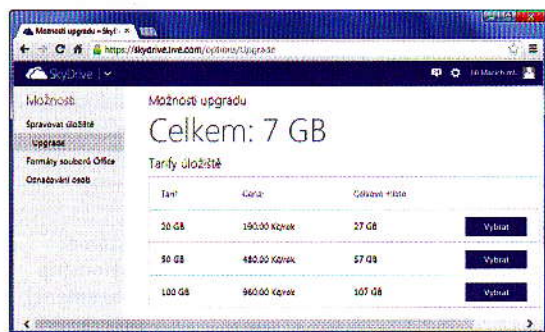 Možnosti upgradu – SkyD
https://skydrive.live.com/options/Upgrade
SkyDrive
Možnosti
Spravovat úložiště
Upgrade
Formáty souborů Office
Označování osob
Možnosti upgradu
Celkem: 7 GB
Tarify úložiště
Tarif Cena: Celkové místo
20 GB 190,00 Kč/rok 27 GB Vybrat
50 GB 480,00 Kč/rok 57 GB Vybrat
100 GB 960,00 Kč/rok 107 GB Vybrat